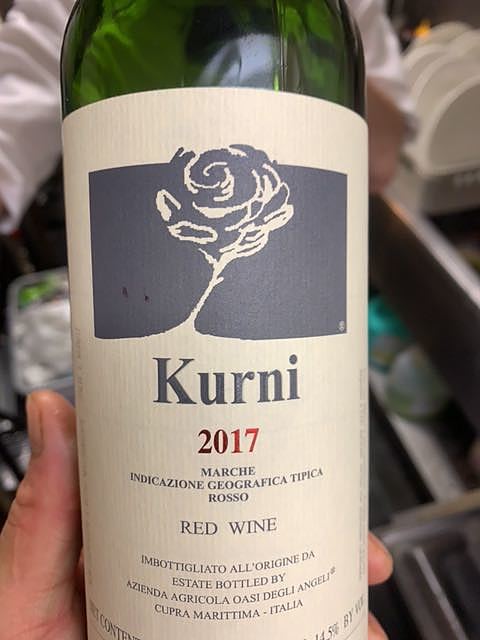 ®
Kurni
2017
MARCHE
INDICAZIONE GEOGRAFICA TIPICA
ROSSO
RED WINE
IMBOTTIGLIATO ALL'ORIGINE DA
ESTATE BOTTLED BY
AZIENDA AGRICOLA OASI DEGLI ANGELI®
CUPRA MARITTIMA - ITALIA
BY